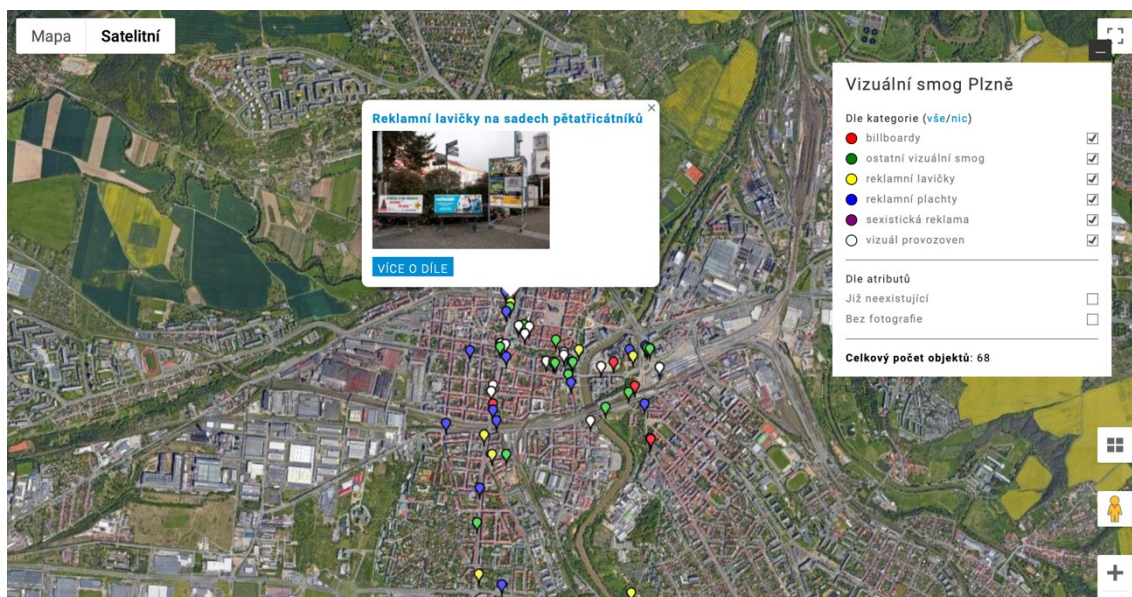 Mapa
Satelitní
Reklamní lavičky na sadech pětatřicátníků
VÍCE O DÍLE
Vizuální smog Plzně
Dle kategorie (vše/nic)
billboardy
ostatní vizuální smog
reklamní lavičky
reklamní plachty
sexistická reklama
vizuál provozoven
Dle atributů
Již neexistující
Bez fotografie
Celkový počet objektů: 68